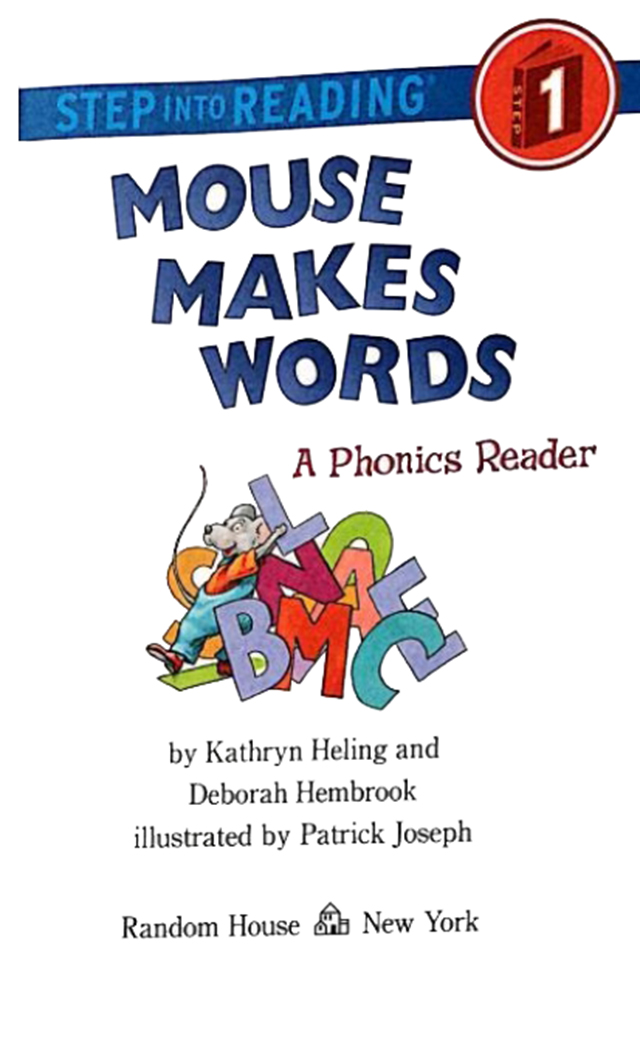 STEP INTO READING®
STEP 1
MOUSE
MAKES
WORDS
A Phonics Reader
L
S N O A E
B M C
by Kathryn Heling and
Deborah Hembrook
illustrated by Patrick Joseph
Random House New York